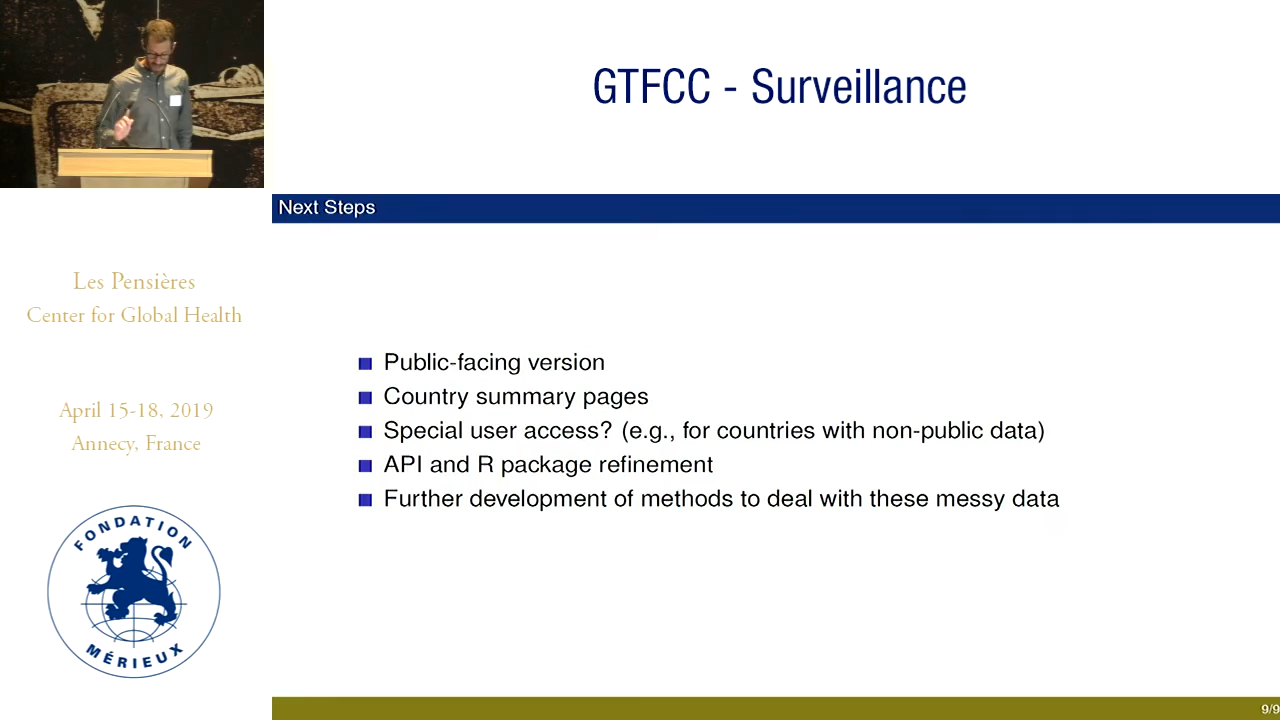 GTFCC - Surveillance
Next Steps
Les Pensières
Center for Global Health
April 15-18, 2019
Annecy, France
FONDATION
MÉRIEUX
Public-facing version
Country summary pages
Special user access? (e.g., for countries with non-public data)
API and R package refinement
Further development of methods to deal with these messy data
9/9